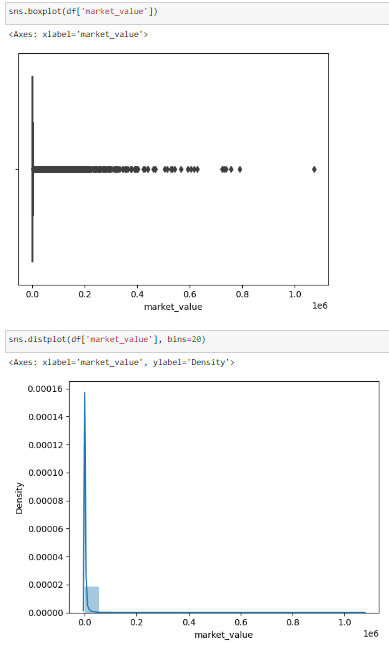 sns.boxplot(df['market_value'])
<Axes: xlabel='market_value'>
0.0 0.2 0.4 0.6 0.8 1.0
1e6
market_value
sns.distplot(df['market_value'], bins=20)
<Axes: xlabel='market_value', ylabel='Density'>
0.00016
0.00014
0.00012
0.00010
0.00008
0.00006
0.00004
0.00002
0.00000
Density
0.0 0.2 0.4 0.6 0.8 1.0
1e6
market_value